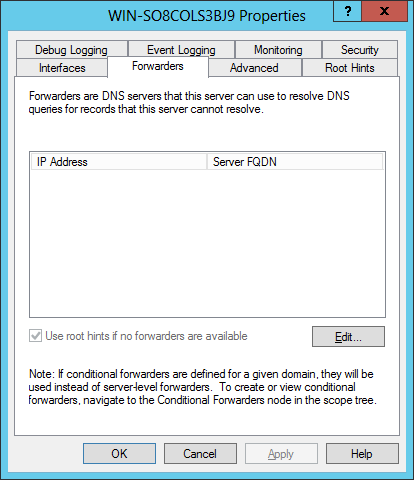 WIN-SO8COLS3BJ9 Properties
? x
Debug Logging Event Logging Monitoring Security
Interfaces Forwarders Advanced Root Hints
Forwarders are DNS servers that this server can use to resolve DNS
queries for records that this server cannot resolve.
IP Address Server FQDN
Use root hints if no forwarders are available Edit...
Note: If conditional forwarders are defined for a given domain, they will be
used instead of server-level forwarders. To create or view conditional
forwarders, navigate to the Conditional Forwarders node in the scope tree.
OK Cancel Apply Help